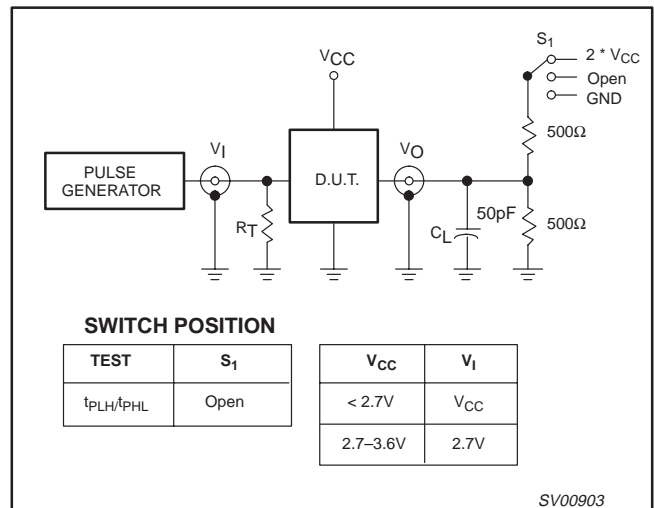 S1
2 * VCC
Open
GND
VCC
500Ω
VI
VO
PULSE
GENERATOR
D.U.T.
RT
50pF
CL
500Ω
SWITCH POSITION
TEST S1
tPLH/tPHL Open
VCC VI
< 2.7V VCC
2.7–3.6V 2.7V
SV00903